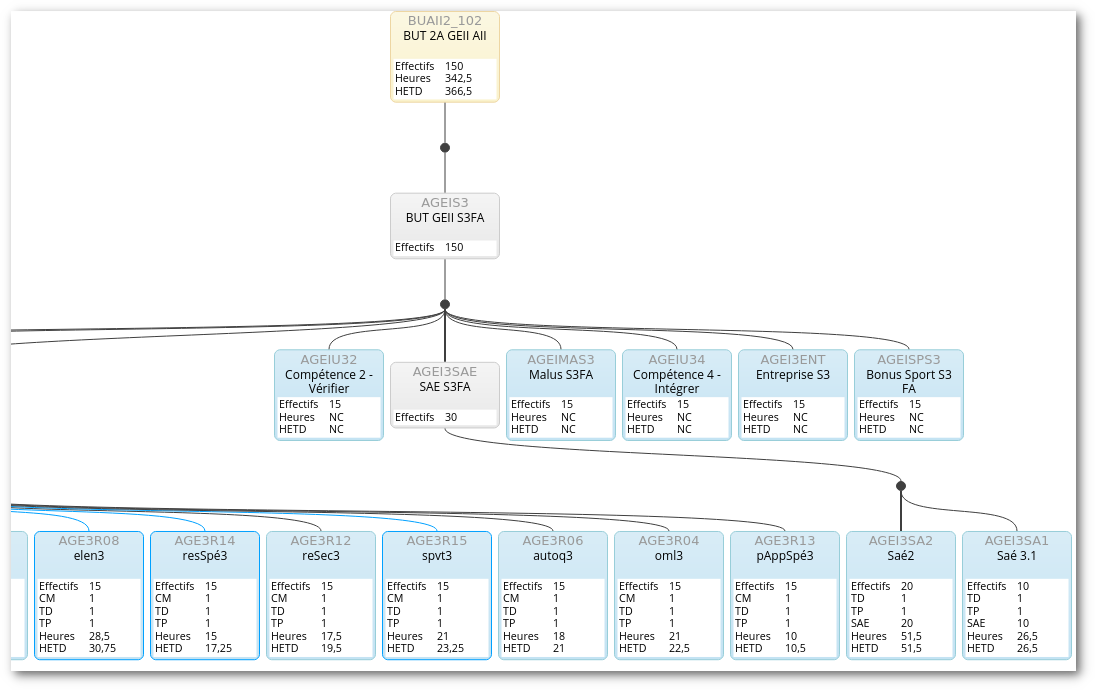 BUAII2_102
BUT 2A GEII AII
Effectifs 150
Heures 342,5
HETD 366,5
AGEIS3
BUT GEII S3FA
Effectifs 150
AGEIU32
Compétence 2 -
Vérifier
Effectifs 15
Heures NC
HETD NC
AGEI3SAE
SAE S3FA
Effectifs 30
AGEIMAS3
Malus S3FA
Effectifs 15
Heures NC
HETD NC
AGEIU34
Compétence 4 -
Intégrer
Effectifs 15
Heures NC
HETD NC
AGEI3ENT
Entreprise S3
Effectifs 15
Heures NC
HETD NC
AGEISPS3
Bonus Sport S3
FA
Effectifs 15
Heures NC
HETD NC
AGE3R08
elen3
Effectifs 15
CM 1
TD 1
TP 1
Heures 28,5
HETD 30,75
AGE3R14
resSpé3
Effectifs 15
CM 1
TD 1
TP 1
Heures 15
HETD 17,25
AGE3R12
reSec3
Effectifs 15
CM 1
TD 1
TP 1
Heures 17,5
HETD 19,5
AGE3R15
spvt3
Effectifs 15
CM 1
TD 1
TP 1
Heures 21
HETD 23,25
AGE3R06
autoq3
Effectifs 15
CM 1
TD 1
TP 1
Heures 18
HETD 21
AGE3R04
oml3
Effectifs 15
CM 1
TD 1
TP 1
Heures 21
HETD 22,5
AGE3R13
pAppSpé3
Effectifs 15
CM 1
TD 1
TP 1
Heures 10
HETD 10,5
AGEI3SA2
Saé2
Effectifs 20
TD 1
TP 1
SAE 20
Heures 51,5
HETD 51,5
AGEI3SA1
Saé 3.1
Effectifs 10
TD 1
TP 1
SAE 10
Heures 26,5
HETD 26,5